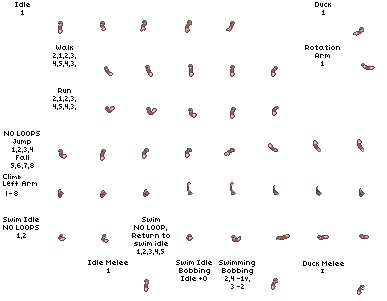 Idle
1
Duck
1
Walk
2,1,2,3,
4,5,4,3,
Rotation
Arm
1
Run
2,1,2,3,
4,5,4,3,
NO LOOPS
Jump
1,2,3,4
Fall
5,6,7,8
Climb
Left Arm
1-8
Swim Idle
NO LOOPS
1,2
Swim
NO LOOP,
Return to
swim idle
1,2,3,4,5
Swim Idle
Bobbing
Idle +0
Swimming
Bobbing
2,4 -1v,
3 -2
Idle Melee
1
Duck Melee
1